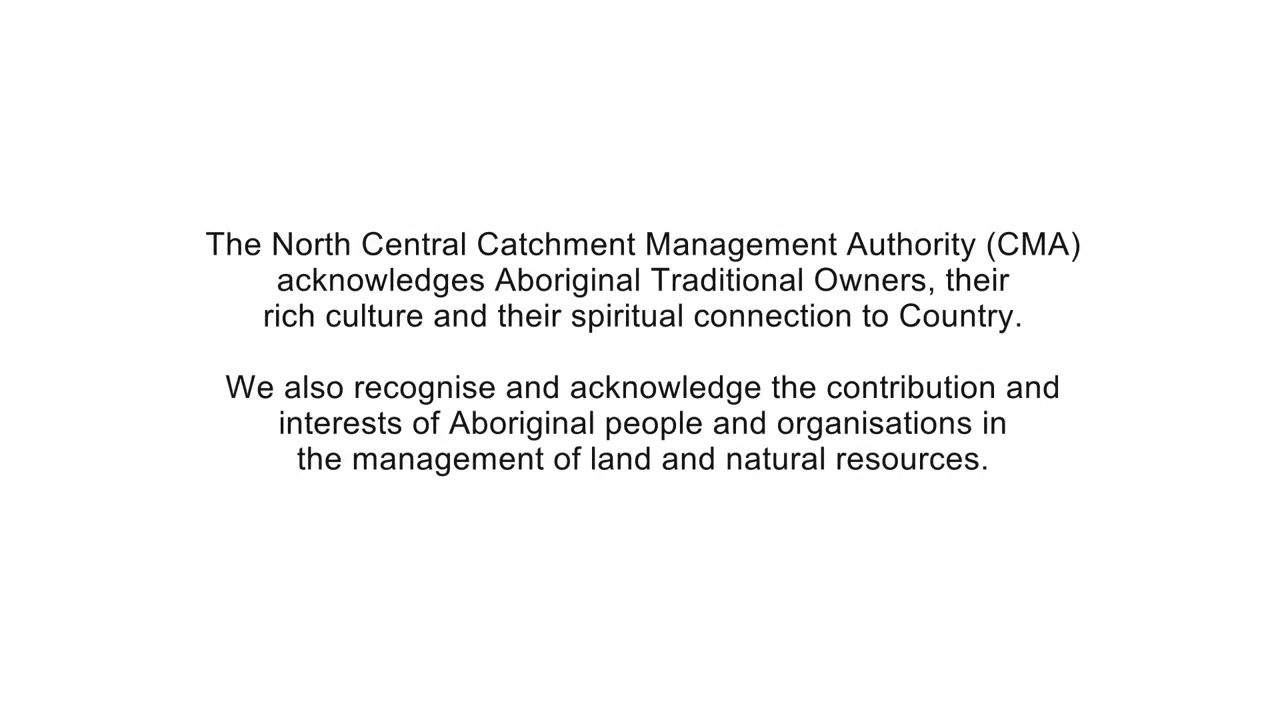 The North Central Catchment Management Authority (CMA)
acknowledges Aboriginal Traditional Owners, their
rich culture and their spiritual connection to Country.
We also recognise and acknowledge the contribution and
interests of Aboriginal people and organisations in
the management of land and natural resources.